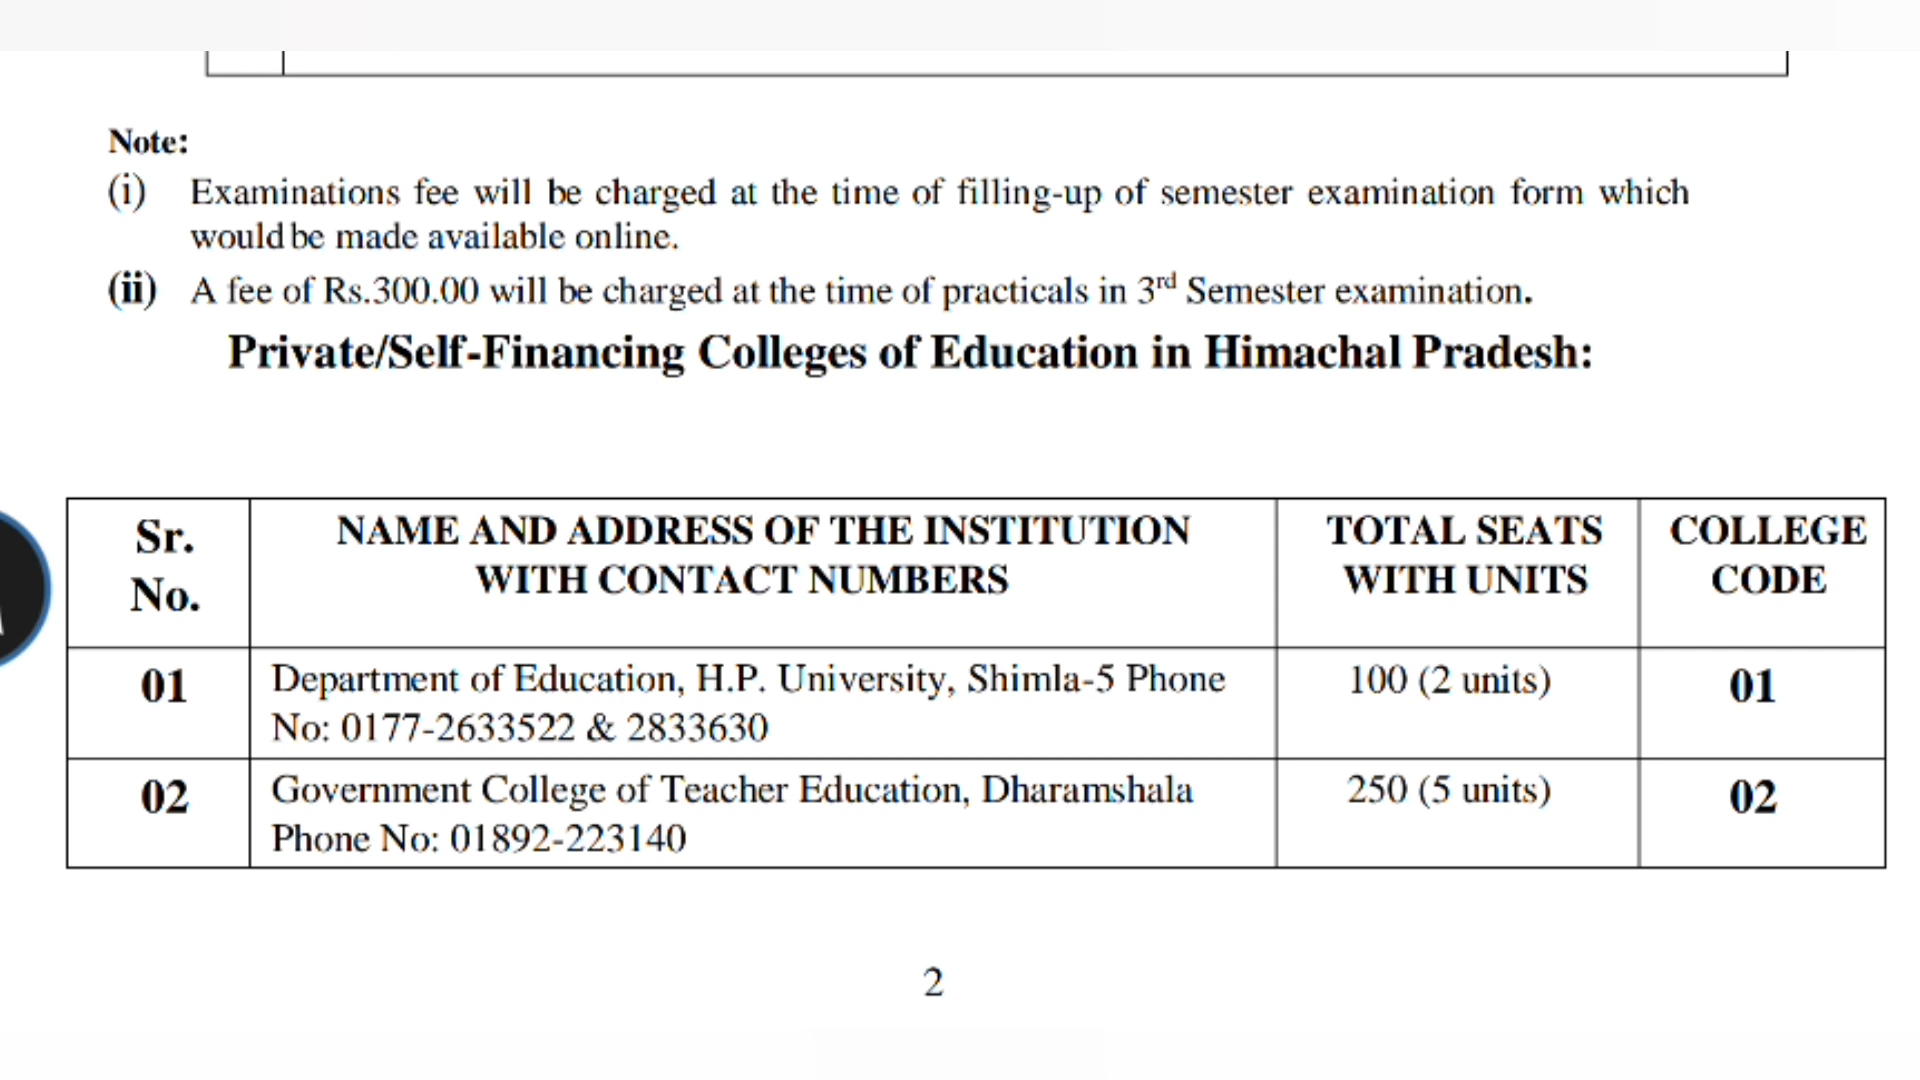 Note:
(i) Examinations fee will be charged at the time of filling-up of semester examination form which
would be made available online.
(ii) A fee of Rs.300.00 will be charged at the time of practicals in 3rd Semester examination.
Private/Self-Financing Colleges of Education in Himachal Pradesh:
Sr. No. NAME AND ADDRESS OF THE INSTITUTION WITH CONTACT NUMBERS TOTAL SEATS WITH UNITS COLLEGE CODE
01 Department of Education, H.P. University, Shimla-5 Phone 100 (2 units) 01
No: 0177-2633522 & 2833630
02 Government College of Teacher Education, Dharamshala 250 (5 units) 02
Phone No: 01892-223140
2